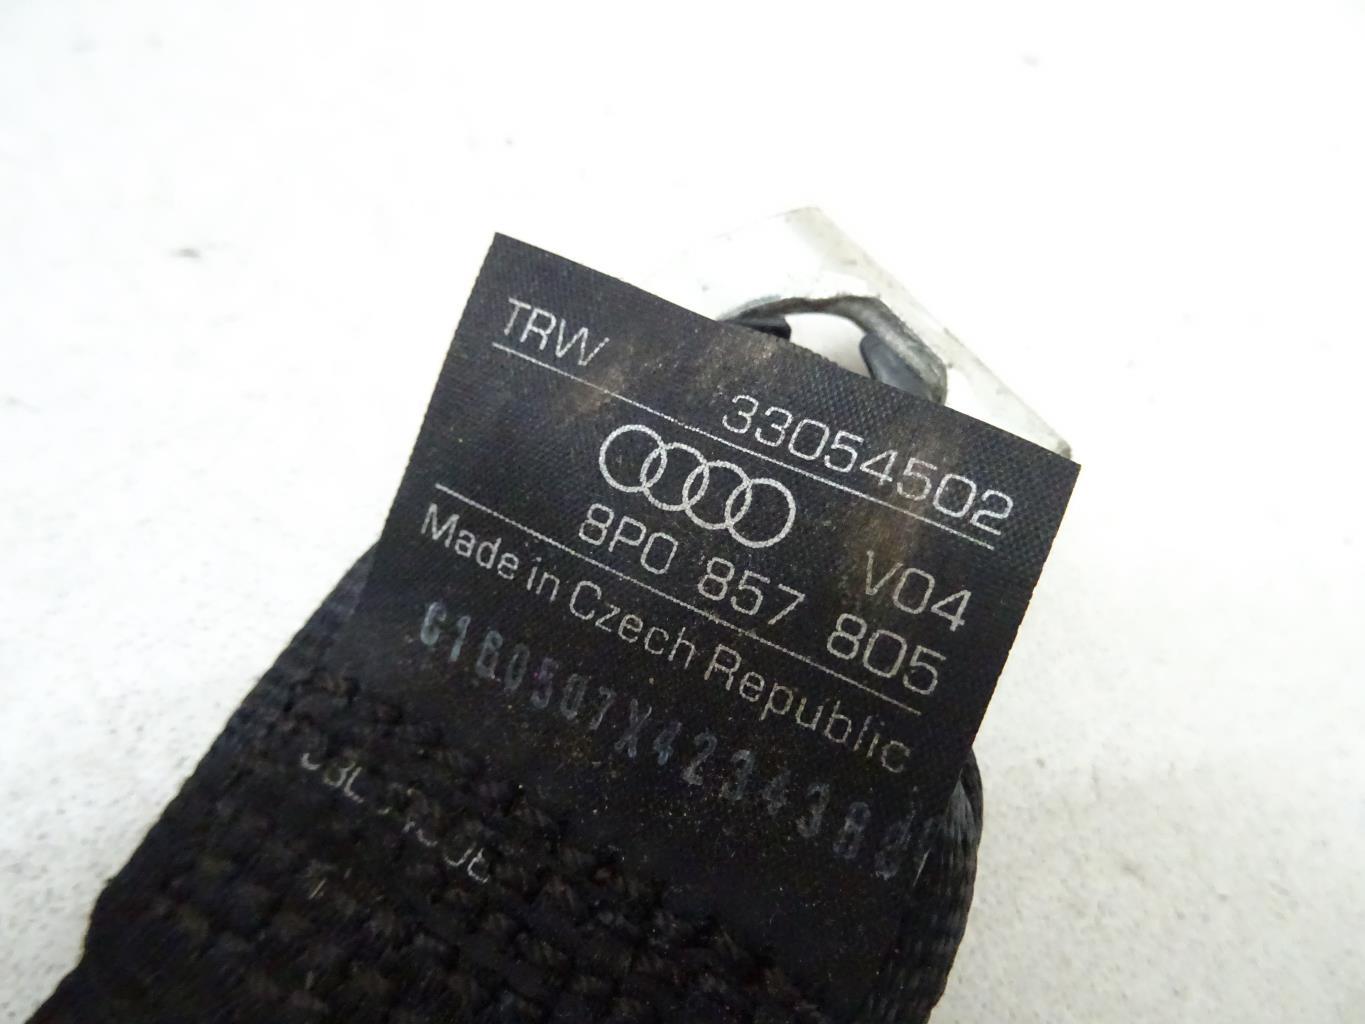 TRW 33054502
V04
8P0 857 805
Made in Czech Republic